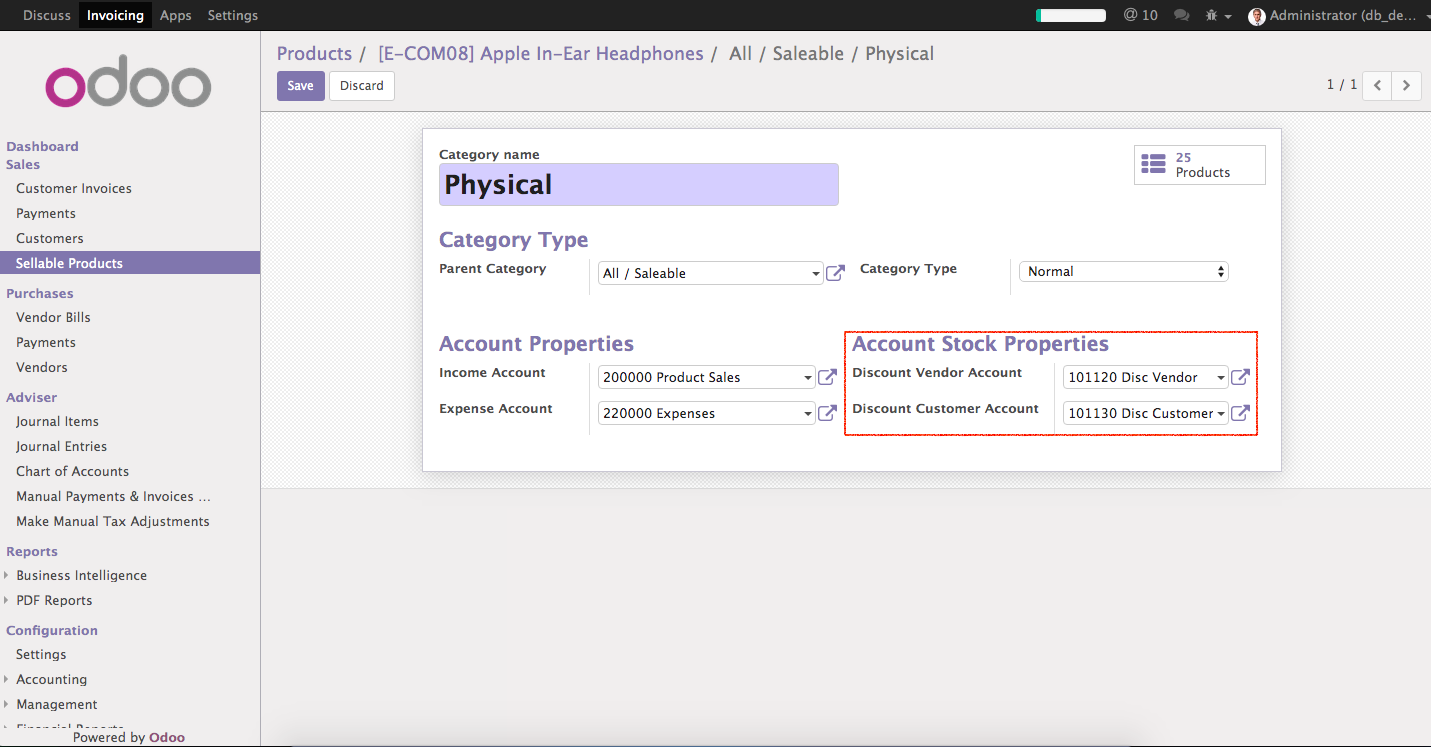 Discuss Invoicing Apps Settings @ 10 Administrator (db_de...
odoo
Products / [E-COM08] Apple In-Ear Headphones / All / Saleable / Physical
Save Discard 1 / 1
Dashboard
Sales
Customer Invoices
Payments
Customers
Sellable Products
Purchases
Vendor Bills
Payments
Vendors
Adviser
Journal Items
Journal Entries
Chart of Accounts
Manual Payments & Invoices ...
Make Manual Tax Adjustments
Reports
Business Intelligence
PDF Reports
Configuration
Settings
Accounting
Management
Financial Reports
Powered by Odoo
Category name
Physical
25
Products
Category Type
Parent Category All / Saleable Category Type Normal
Account Properties Account Stock Properties
Income Account 200000 Product Sales Discount Vendor Account 101120 Disc Vendor
Expense Account 220000 Expenses Discount Customer Account 101130 Disc Customer